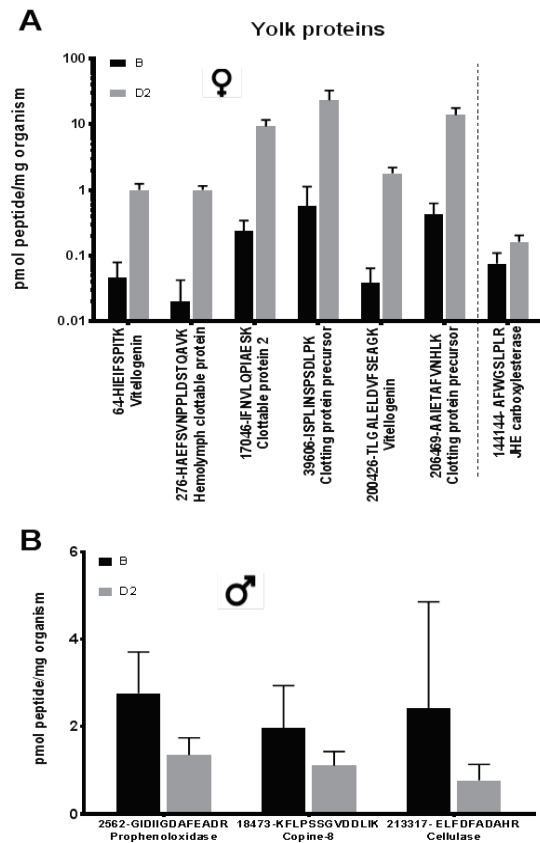 A
Yolk proteins
B
D2
pmol peptide/mg organism
100
10
1
0.1
0.01
64-HIEIFSPITK
Vitellogenin
276-HAEFSVNPPLDSTQAVK
Hemolymph clottable protein
17046-IFNVLQPIAESK
Clottable protein 2
39606-ISPLINSPSDLPK
Clotting protein precursor
200426-TLGALELDVFSEAGK
Vitellogenin
206469-AAIETAFVNHLK
Clotting protein precursor
144144- AFWGSLPLR
JHE carboxylesterase
B
B
D2
pmol peptide/mg organism
6
4
2
0
2562-GIDIIGDAFEADR
Prophenoloxidase
18473-KFLPSSGVDDLIK
Copine-8
213317- ELFDFADAHR
Cellulase